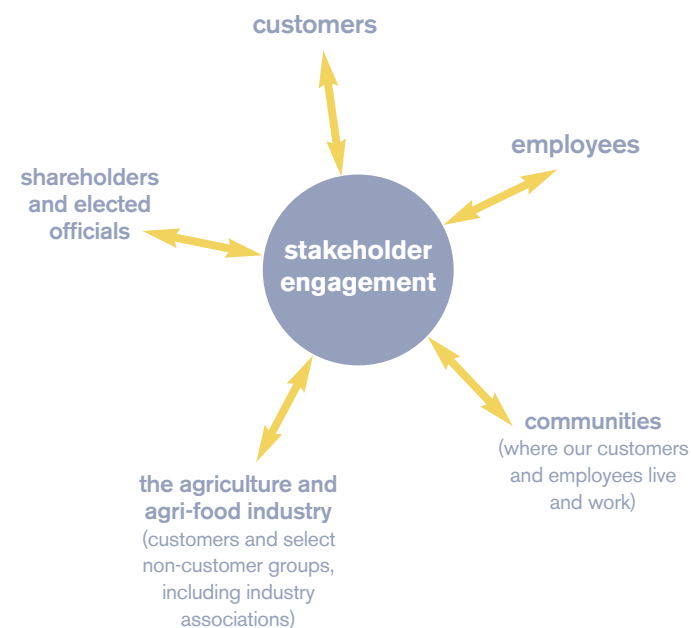 customers
employees
shareholders
and elected
officials
stakeholder
engagement
communities
(where our customers
and employees live
and work)
the agriculture and
agri-food industry
(customers and select
non-customer groups,
including industry
associations)